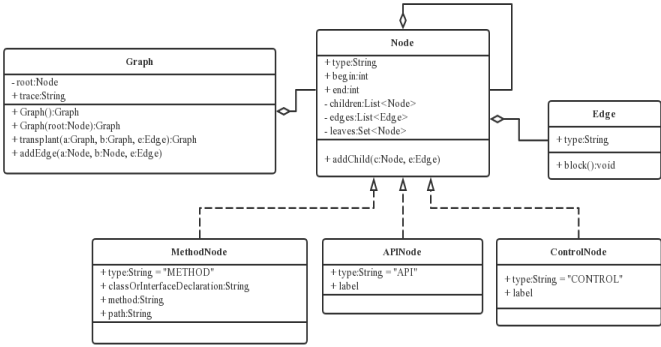 Graph
- root:Node
+ trace:String
+ Graph():Graph
+ Graph(root:Node):Graph
+ transplant(a:Graph, b:Graph, e:Edge):Graph
+ addEdge(a:Node, b:Node, e:Edge)
Node
+ type:String
+ begin:int
+ end:int
- children:List<Node>
- edges:List<Edge>
- leaves:Set<Node>
+ addChild(c:Node, e:Edge)
Edge
+ type:String
+ block():void
MethodNode
+ type:String = "METHOD"
+ classOrInterfaceDeclaration:String
+ method:String
+ path:String
APINode
+ type:String = "API"
+ label
ControlNode
+ type:String = "CONTROL"
+ label